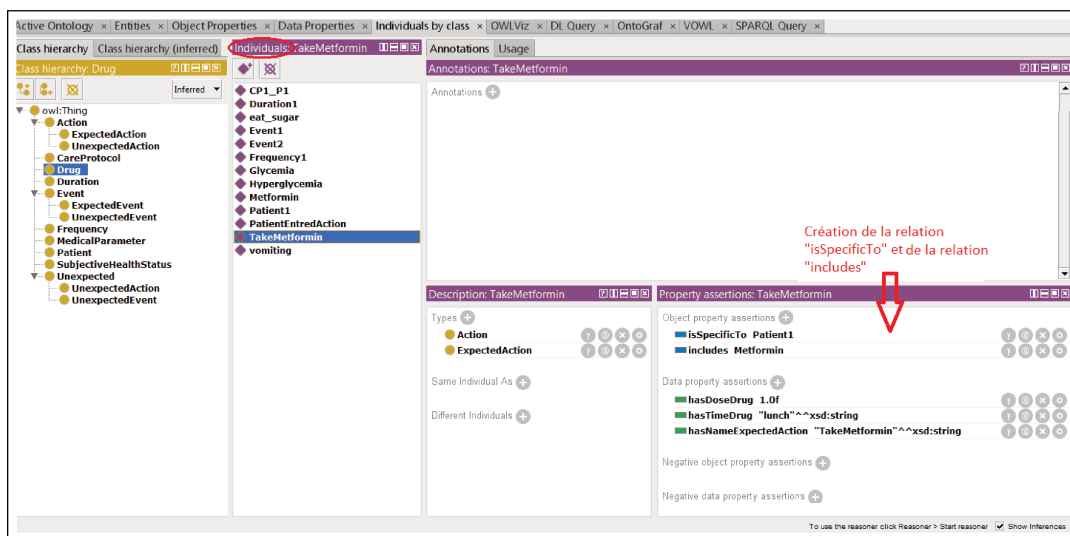 Active Ontology × Entities × Object Properties × Data Properties × Individuals by class × OWLViz × DL Query × OntoGraf × VOWL × SPARQL Query ×
Class hierarchy Class hierarchy (inferred)
Class hierarchy: Drug
Inferred
owl:Thing
Action
ExpectedAction
UnexpectedAction
CareProtocol
Drug
Duration
Event
ExpectedEvent
UnexpectedEvent
Frequency
MedicalParameter
Patient
SubjectiveHealthStatus
Unexpected
UnexpectedAction
UnexpectedEvent
Individuals: TakeMetformin
CP1_P1
Duration1
eat_sugar
Event1
Event2
Frequency1
Glycemia
Hyperglycemia
Metformin
Patient1
PatientEntredAction
TakeMetformin
vomiting
Annotations Usage
Annotations: TakeMetformin
Annotations
Création de la relation
"isSpecificTo" et de la relation
"includes"
Description: TakeMetformin
Types
Action
ExpectedAction
Same Individual As
Different Individuals
Property assertions: TakeMetformin
Object property assertions
isSpecificTo Patient1
includes Metformin
Data property assertions
hasDoseDrug 1.0f
hasTimeDrug "lunch"^^xsd:string
hasNameExpectedAction "TakeMetformin"^^xsd:string
Negative object property assertions
Negative data property assertions
To use the reasoner click Reasoner > Start reasoner Show Inferences